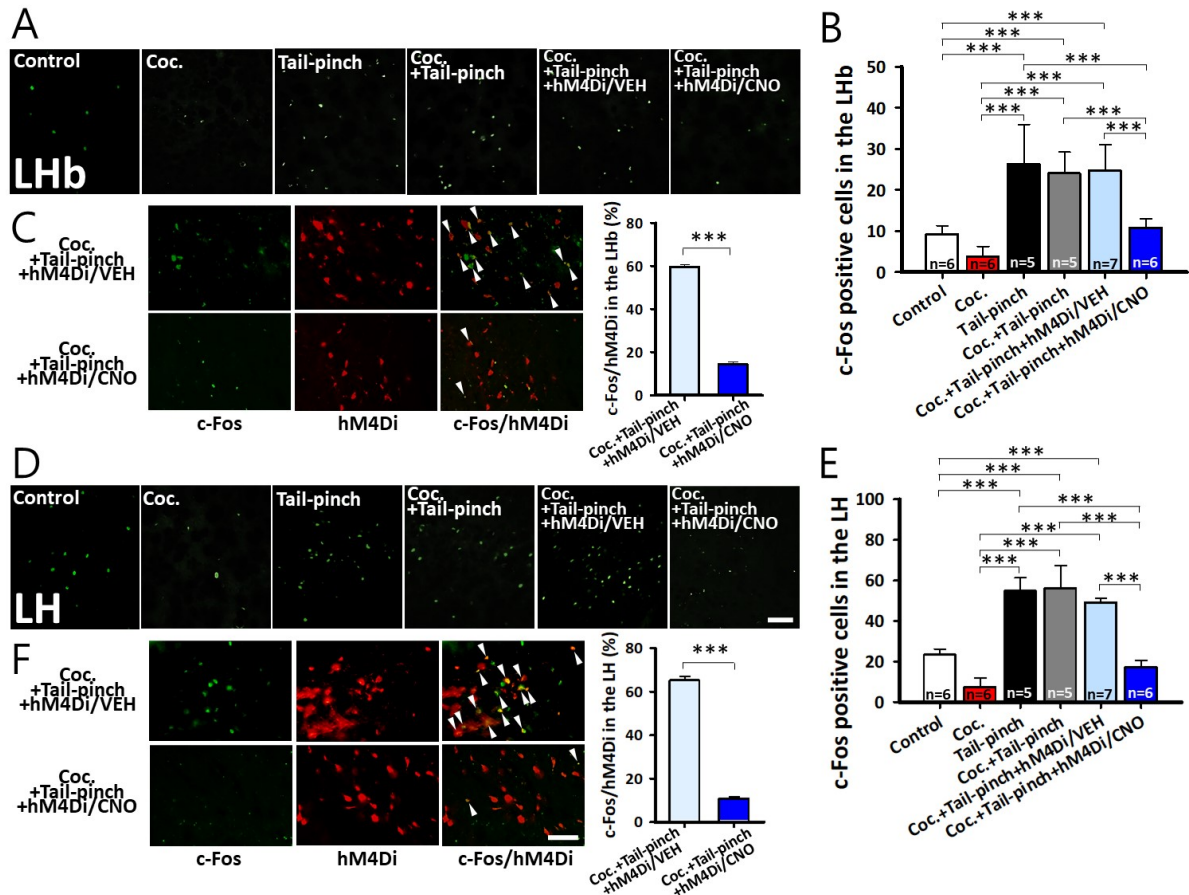 A
Control
Coc.
Tail-pinch
Coc.
+Tail-pinch
Coc.
+Tail-pinch
+hM4Di/VEH
Coc.
+Tail-pinch
+hM4Di/CNO
LHb
B
***
***
***
***
***
***
***
***
***
c-Fos positive cells in the LHb
50
40
30
20
10
0
n=6
n=6
n=5
n=5
n=7
n=6
Control
Coc.
Tail-pinch
Coc.+Tail-pinch
Coc.+Tail-pinch+hM4Di/VEH
Coc.+Tail-pinch+hM4Di/CNO
C
Coc.
+Tail-pinch
+hM4Di/VEH
Coc.
+Tail-pinch
+hM4Di/CNO
c-Fos
hM4Di
c-Fos/hM4Di
c-Fos/hM4Di in the LHb (%)
80
60
40
20
0
***
Coc.+Tail-pinch
+hM4Di/VEH
Coc.+Tail-pinch
+hM4Di/CNO
D
Control
Coc.
Tail-pinch
Coc.
+Tail-pinch
Coc.
+Tail-pinch
+hM4Di/VEH
Coc.
+Tail-pinch
+hM4Di/CNO
LH
E
***
***
***
***
***
***
***
***
***
c-Fos positive cells in the LH
100
80
60
40
20
0
n=6
n=6
n=5
n=5
n=7
n=6
Control
Coc.
Tail-pinch
Coc.+Tail-pinch
Coc.+Tail-pinch+hM4Di/VEH
Coc.+Tail-pinch+hM4Di/CNO
F
Coc.
+Tail-pinch
+hM4Di/VEH
Coc.
+Tail-pinch
+hM4Di/CNO
c-Fos
hM4Di
c-Fos/hM4Di
c-Fos/hM4Di in the LH (%)
80
60
40
20
0
***
Coc.+Tail-pinch
+hM4Di/VEH
Coc.+Tail-pinch
+hM4Di/CNO